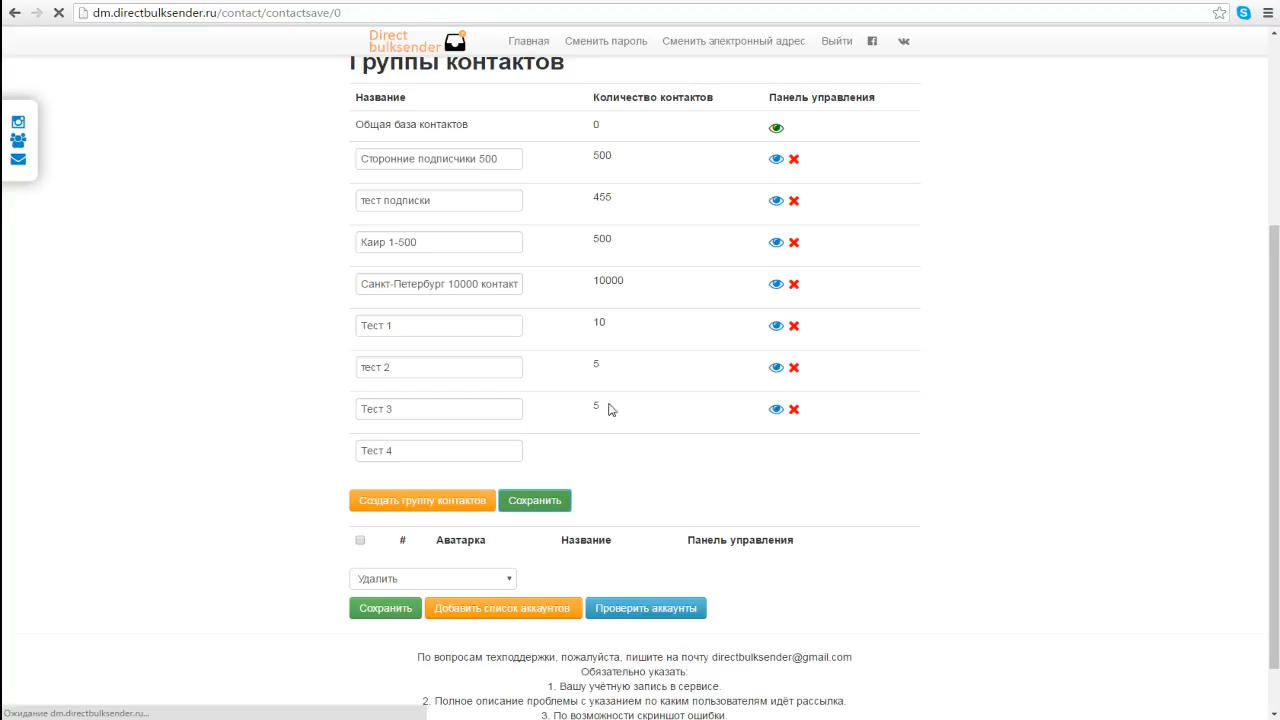 dm.directbulksender.ru/contact/contactsave/0
Direct
bulksender
Главная Сменить пароль Сменить электронный адрес Выйти
Группы контактов
Название Количество контактов Панель управления
Общая база контактов 0
Сторонние подписчики 500 500
тест подписки 455
Каир 1-500 500
Санкт-Петербург 10000 контакт 10000
Тест 1 10
тест 2 5
Тест 3 5
Тест 4
Создать группу контактов Сохранить
# Аватарка Название Панель управления
Удалить
Сохранить Добавить список аккаунтов Проверить аккаунты
По вопросам техподдержки, пожалуйста, пишите на почту directbulksender@gmail.com
Обязательно указать:
1. Вашу учётную запись в сервисе.
2. Полное описание проблемы с указанием по каким пользователям идёт рассылка.
3. По возможности скриншот ошибки.
Ожидание dm.directbulksender.ru...